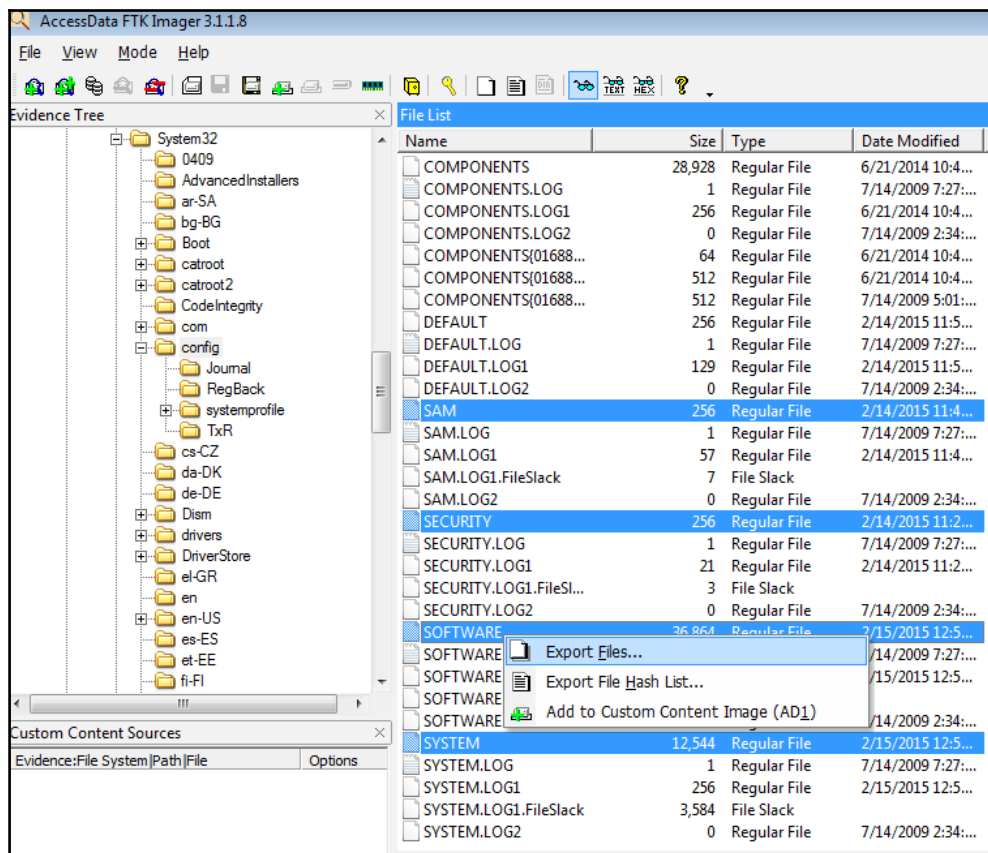 AccessData FTK Imager 3.1.1.8
File View Mode Help
TEXT HEX
Evidence Tree
System32
0409
AdvancedInstallers
ar-SA
bg-BG
Boot
catroot
catroot2
CodeIntegrity
com
config
Journal
RegBack
systemprofile
TxR
cs-CZ
da-DK
de-DE
Dism
drivers
DriverStore
el-GR
en
en-US
es-ES
et-EE
fi-FI
Custom Content Sources
Evidence:File System|Path|File Options
File List
Name Size Type Date Modified
COMPONENTS 28,928 Regular File 6/21/2014 10:4...
COMPONENTS.LOG 1 Regular File 7/14/2009 7:27:...
COMPONENTS.LOG1 256 Regular File 6/21/2014 10:4...
COMPONENTS.LOG2 0 Regular File 7/14/2009 2:34:...
COMPONENTS{01688... 64 Regular File 6/21/2014 10:4...
COMPONENTS{01688... 512 Regular File 6/21/2014 10:4...
COMPONENTS{01688... 512 Regular File 7/14/2009 5:01:...
DEFAULT 256 Regular File 2/14/2015 11:5...
DEFAULT.LOG 1 Regular File 7/14/2009 7:27:...
DEFAULT.LOG1 129 Regular File 2/14/2015 11:5...
DEFAULT.LOG2 0 Regular File 7/14/2009 2:34:...
SAM 256 Regular File 2/14/2015 11:4...
SAM.LOG 1 Regular File 7/14/2009 7:27:...
SAM.LOG1 57 Regular File 2/14/2015 11:4...
SAM.LOG1.FileSlack 7 File Slack
SAM.LOG2 0 Regular File 7/14/2009 2:34:...
SECURITY 256 Regular File 2/14/2015 11:2...
SECURITY.LOG 1 Regular File 7/14/2009 7:27:...
SECURITY.LOG1 21 Regular File 2/14/2015 11:2...
SECURITY.LOG1.FileSl... 3 File Slack
SECURITY.LOG2 0 Regular File 7/14/2009 2:34:...
SOFTWARE 36,864 Regular File 2/15/2015 12:5...
SOFTWARE Export Files... /14/2009 7:27:...
SOFTWARE Export File Hash List... /15/2015 12:5...
SOFTWARE
SOFTWARE Add to Custom Content Image (AD1) /14/2009 2:34:...
SYSTEM 12,544 Regular File 2/15/2015 12:5...
SYSTEM.LOG 1 Regular File 7/14/2009 7:27:...
SYSTEM.LOG1 256 Regular File 2/15/2015 12:5...
SYSTEM.LOG1.FileSlack 3,584 File Slack
SYSTEM.LOG2 0 Regular File 7/14/2009 2:34:...